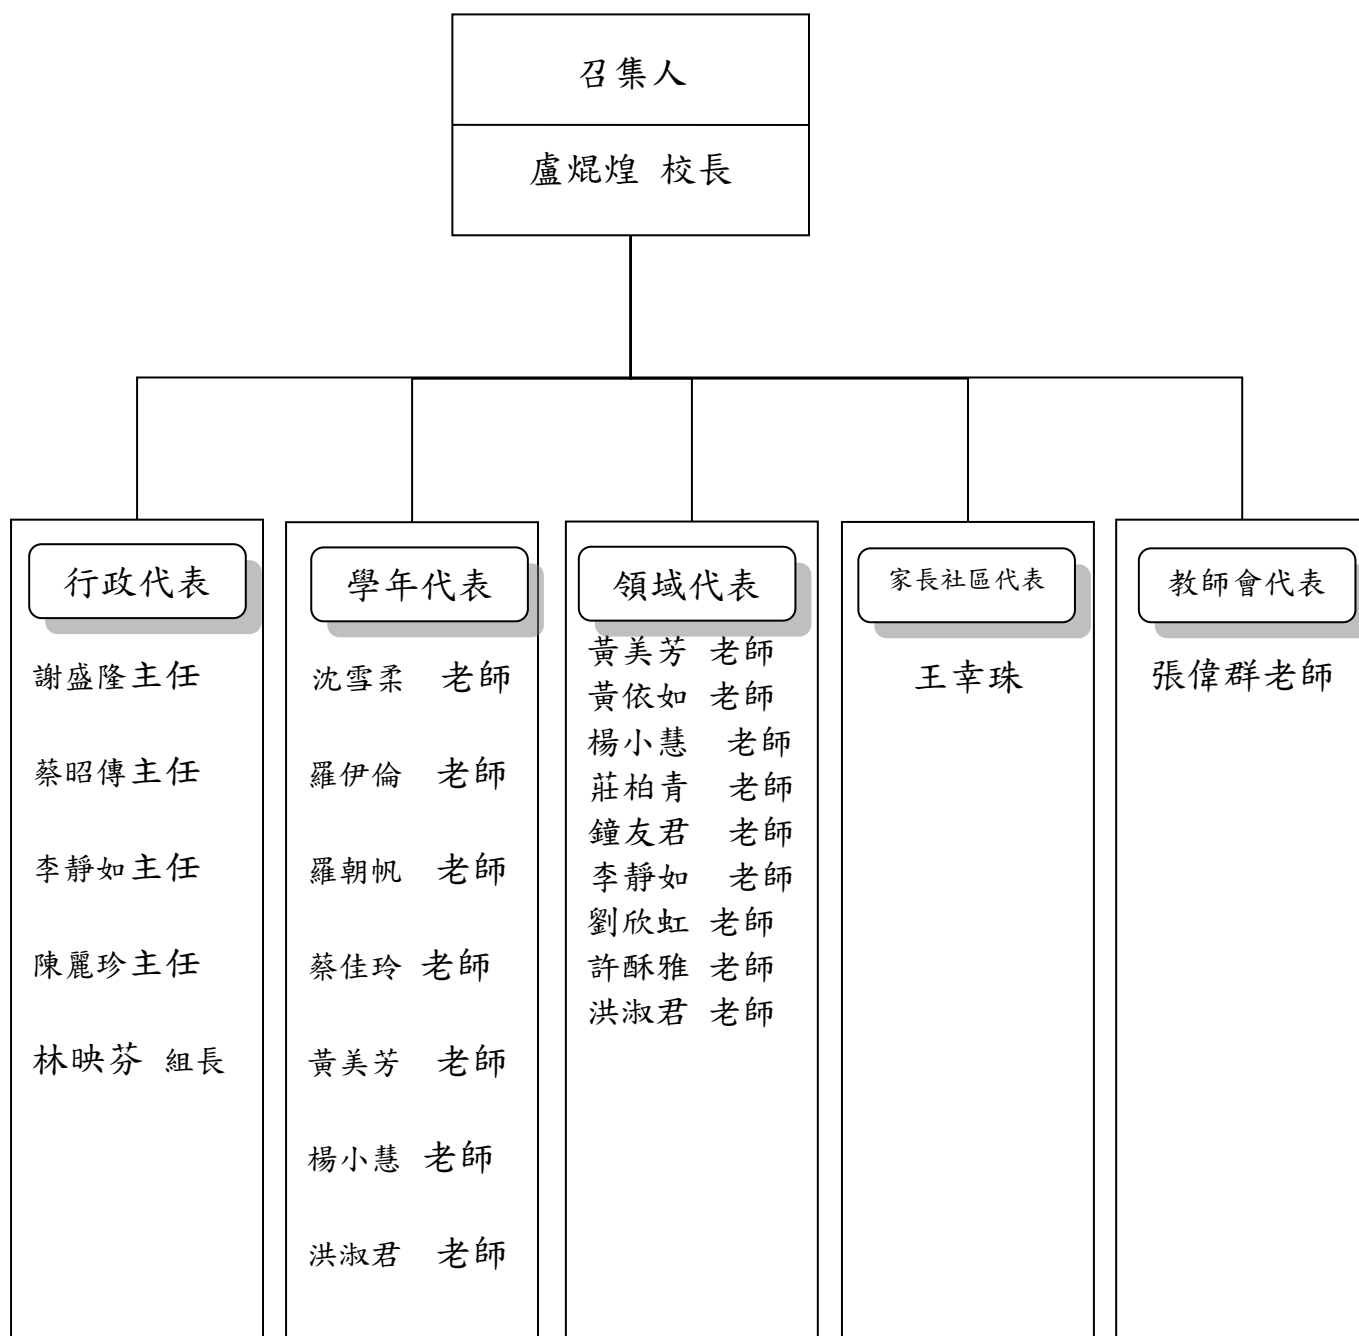 召集人
盧焜煌 校長
行政代表
謝盛隆主任
蔡昭傳主任
李靜如主任
陳麗珍主任
林映芬 組長
學年代表
沈雪柔 老師
羅伊倫 老師
羅朝帆 老師
蔡佳玲 老師
黃美芳 老師
楊小慧 老師
洪淑君 老師
領域代表
黃美芳 老師
黃依如 老師
楊小慧 老師
莊柏青 老師
鐘友君 老師
李靜如 老師
劉欣虹 老師
許酥雅 老師
洪淑君 老師
家長社區代表
王幸珠
教師會代表
張偉群老師